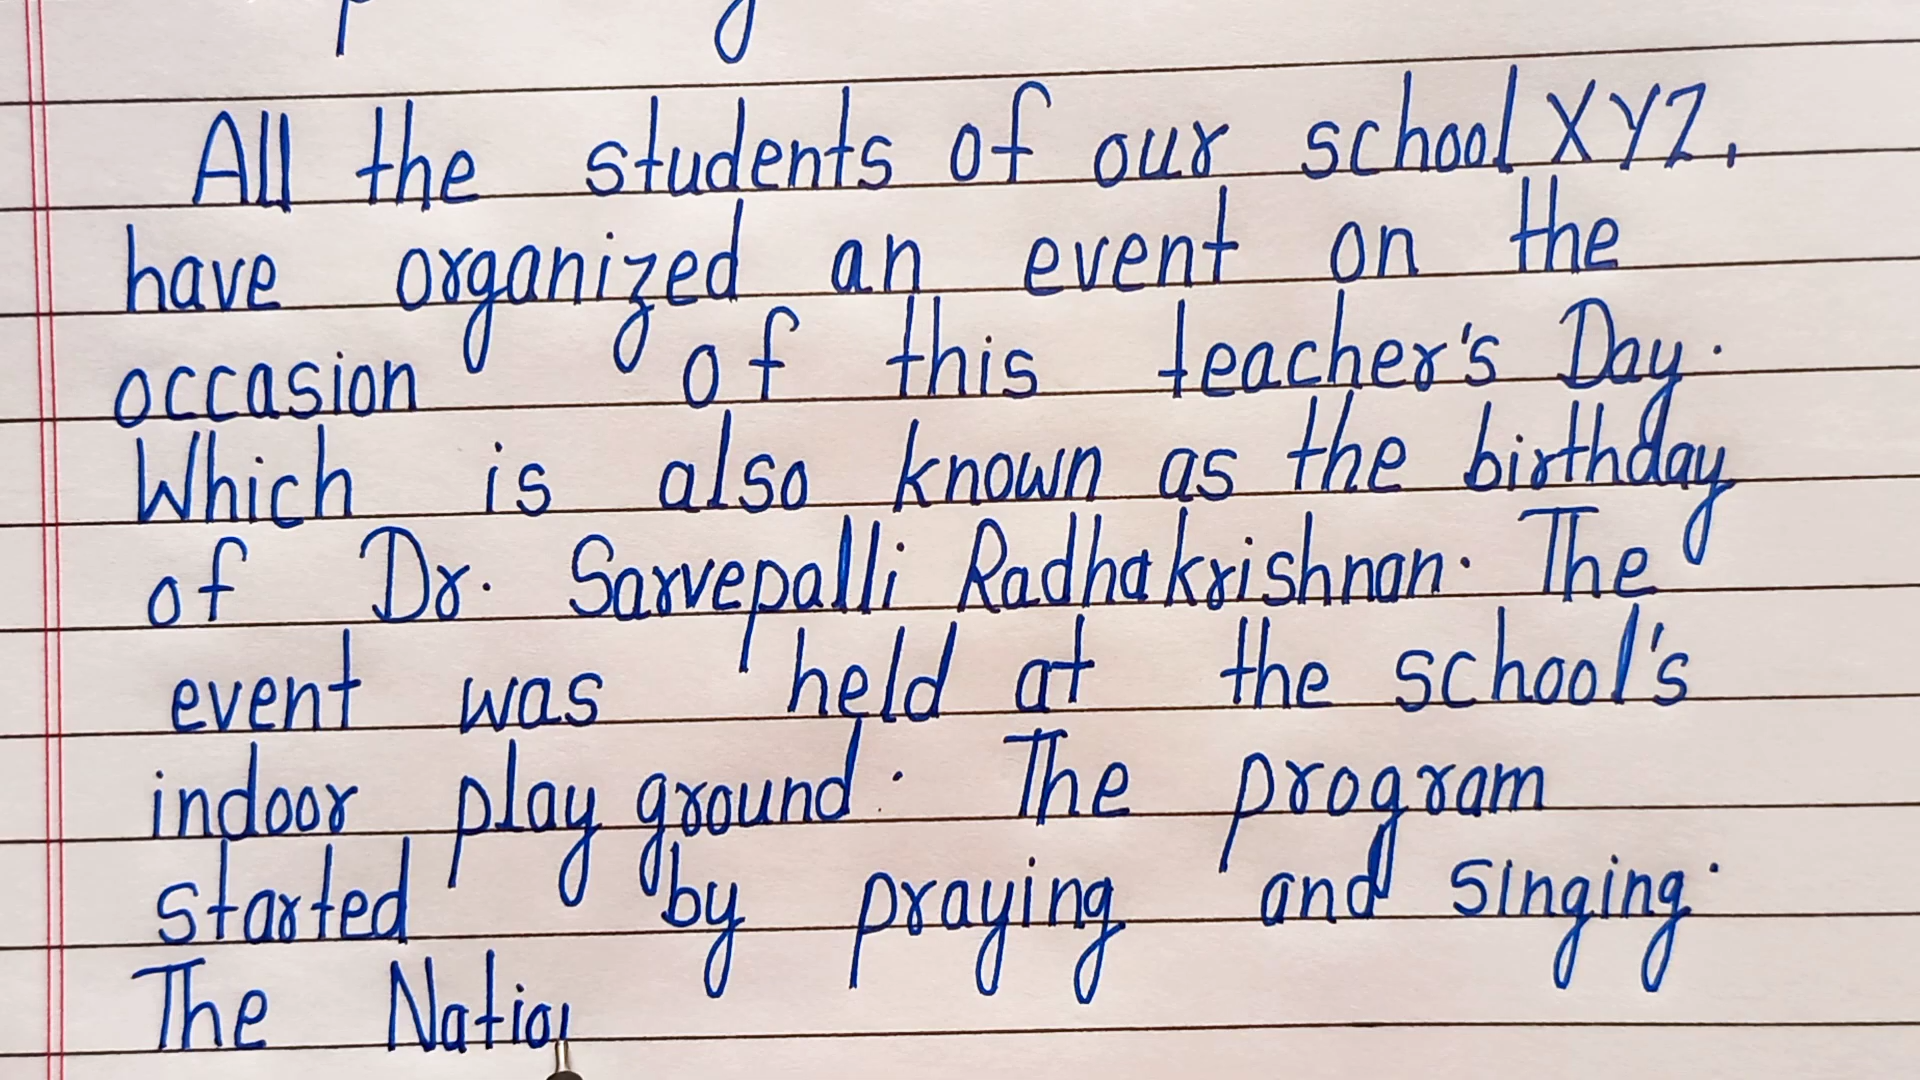 All the students of our school XYZ,
have organized an event on the
occasion of this teacher's Day.
Which is also known as the birthday
of Dr. Sarvepalli Radhakrishnan. The
event was held at the school's
indoor play ground. The program
started by praying and singing.
The Natio